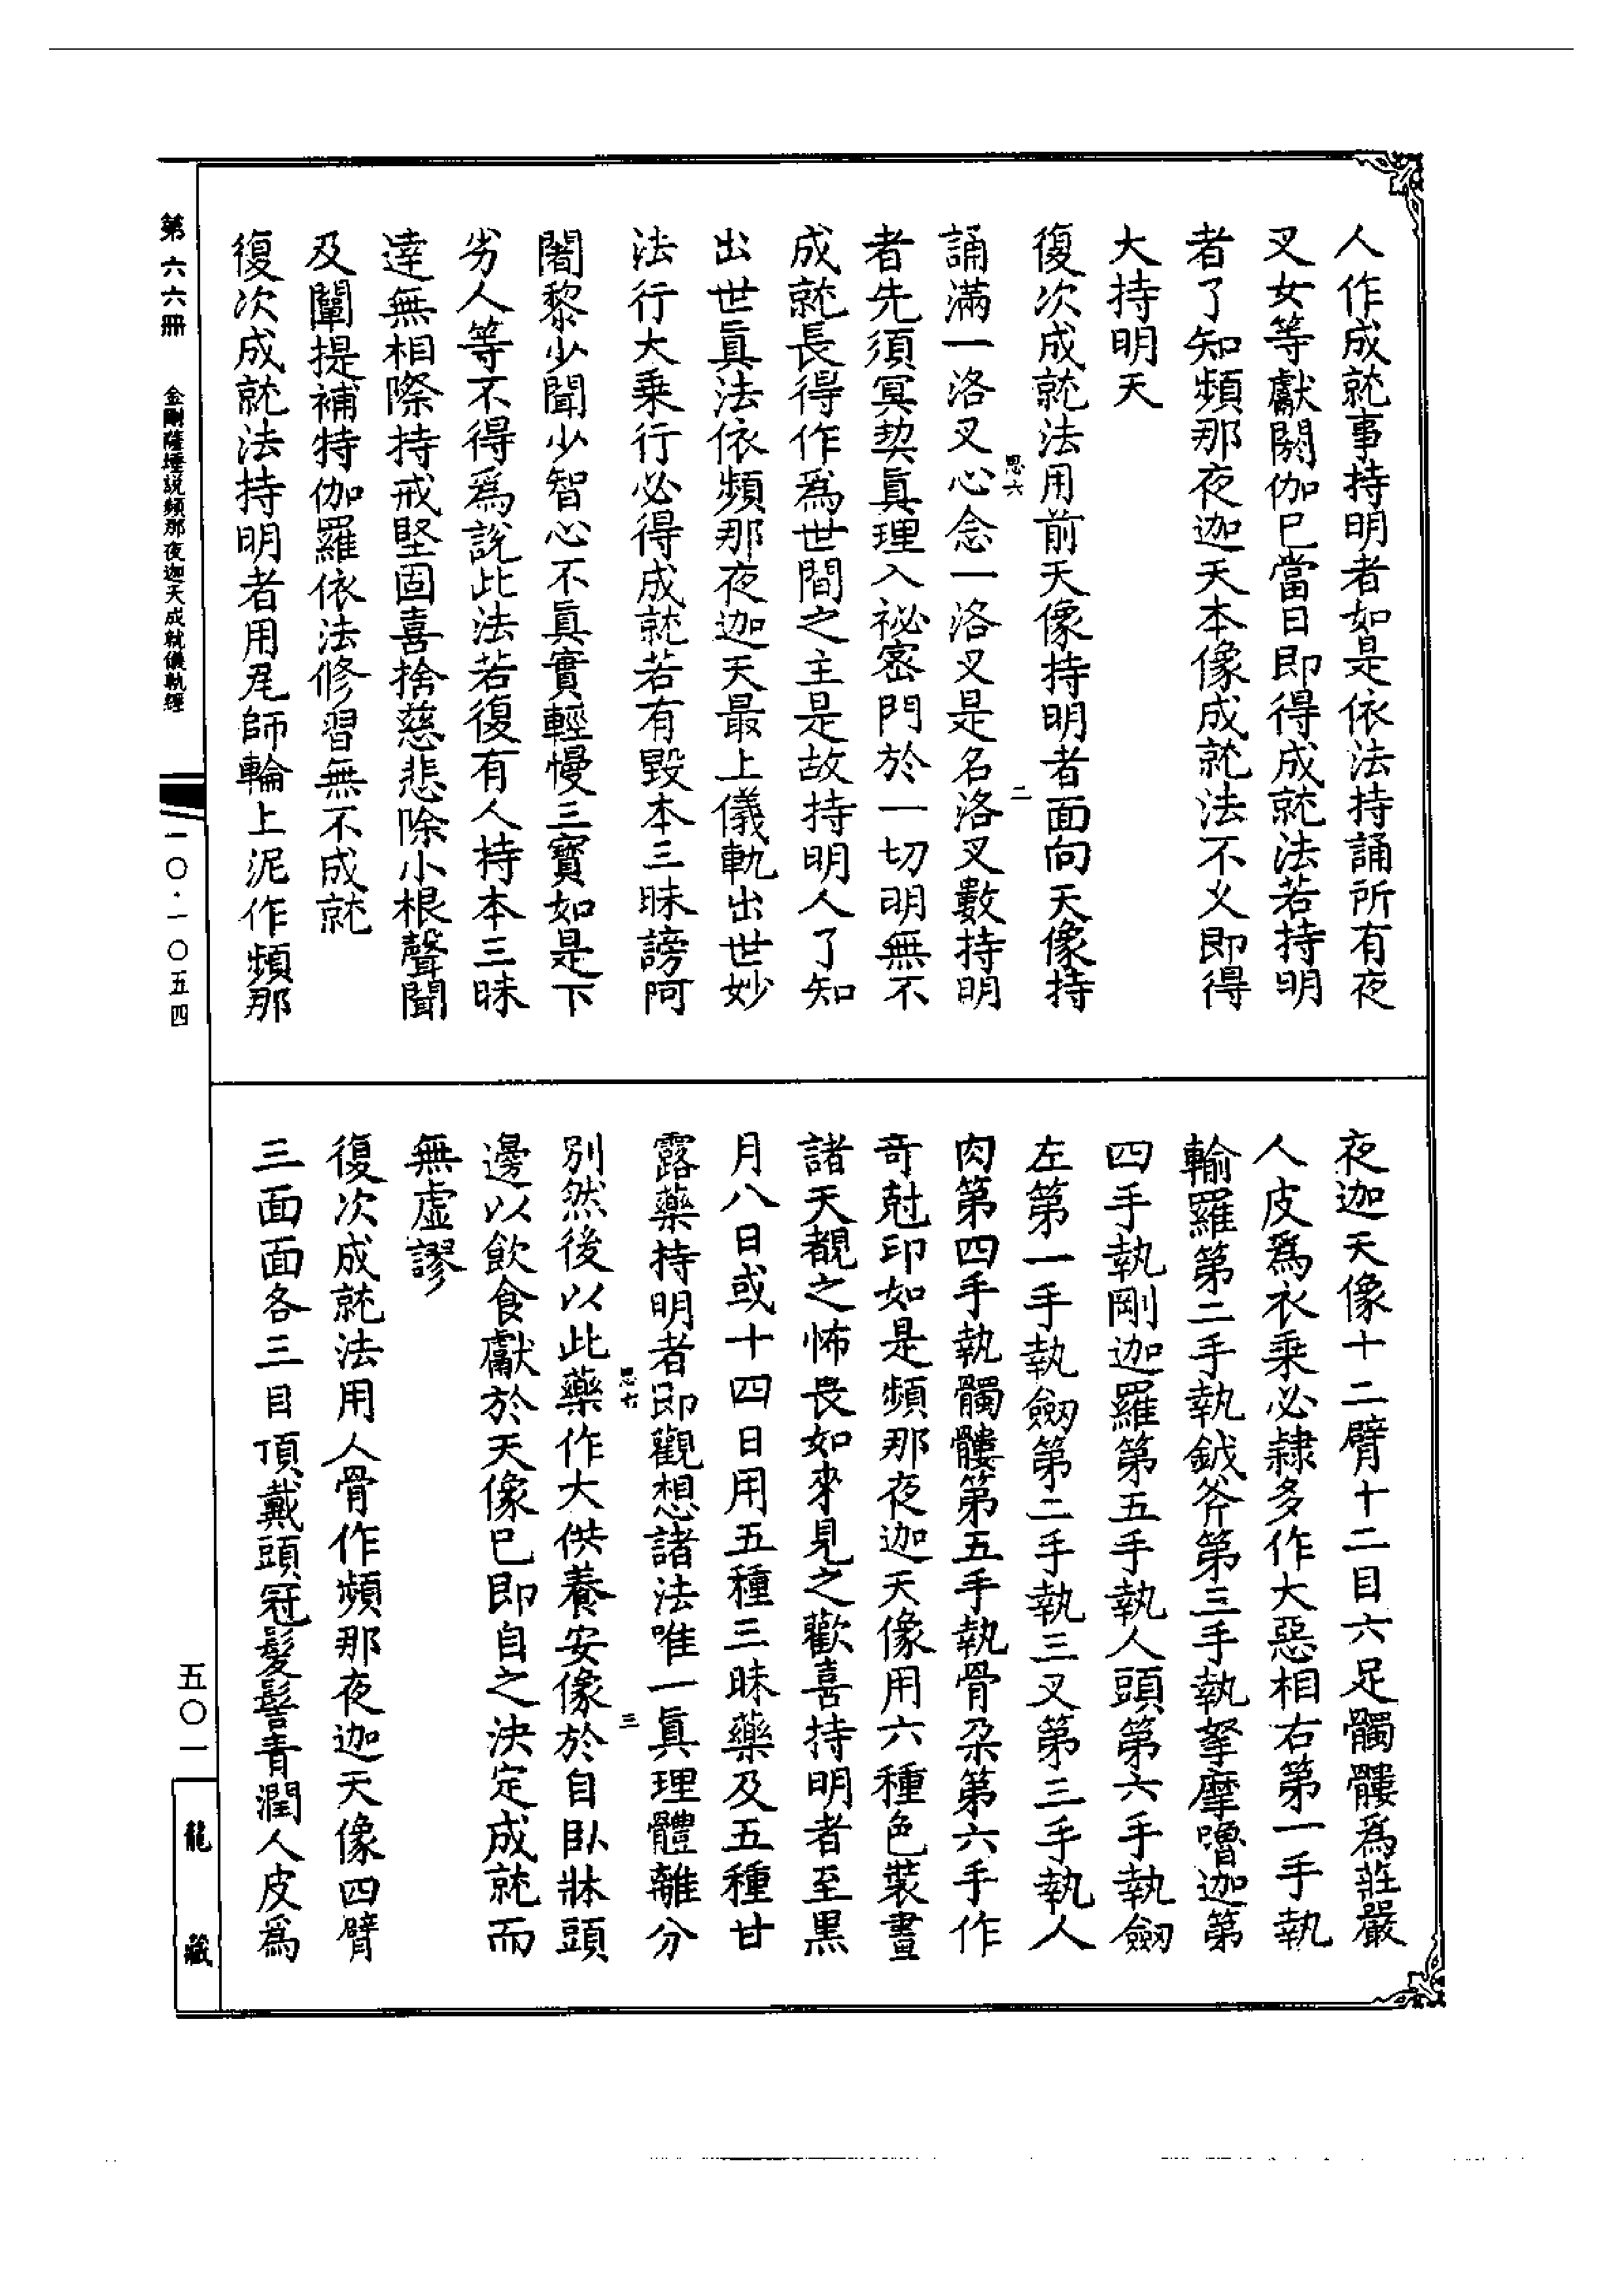 人作成就事持明者如是依法持誦所有夜
叉女等獻閼伽巳當日即得成就法若持明
者了知頻那夜迦天本像成就法不乆即得
大持明天
復次成就法用前天像持明者面向天像持
思六
二
誦滿一洛叉心念一洛叉是名洛叉數持明
者先須冥契眞理入祕密門於一切明無不
成就長得作爲世間之主是故持明人了知
出世眞法依頻那夜迦天最上儀軌出世妙
法行大乗行必得成就若有毀本三昧謗阿
闍黎少聞少智心不眞實輕慢三寶如是下
劣人等不得爲說此法若復有人持本三昧
達無相際持戒堅固喜捨慈悲除小根聲聞
及闡提補特伽羅依法修習無不成就
復次成就法持明者用尾師輪上泥作頻那
夜迦天像十二臂十二目六足髑髏爲莊嚴
人皮爲衣乘必隸多作大惡相右第一手執
輸羅第二手執鉞斧第三手執拏摩嚕迦第
四手執剛迦羅第五手執人頭第六手執劒
左第一手執劒第二手執三叉第三手執人
肉第四手執髑髏第五手執骨朶第六手作
奇尅印如是頻那夜迦天像用六種色裝畫
諸天覩之怖畏如來見之歡喜持明者至黑
月八日或十四日用五種三昧藥及五種甘
露藥持明者即觀想諸法唯一眞理體離分
思六
三
別然後以此藥作大供養安像於自臥牀頭
邊以飲食獻於天像巳即自之決定成就而
無虛謬
復次成就法用人骨作頻那夜迦天像四臂
三面面各三目頂戴頭冠髮髻青潤人皮爲
第六六冊
金剛薩埵說頻那夜迦天成就儀軌經
一〇·一〇五四
五〇一
龍藏